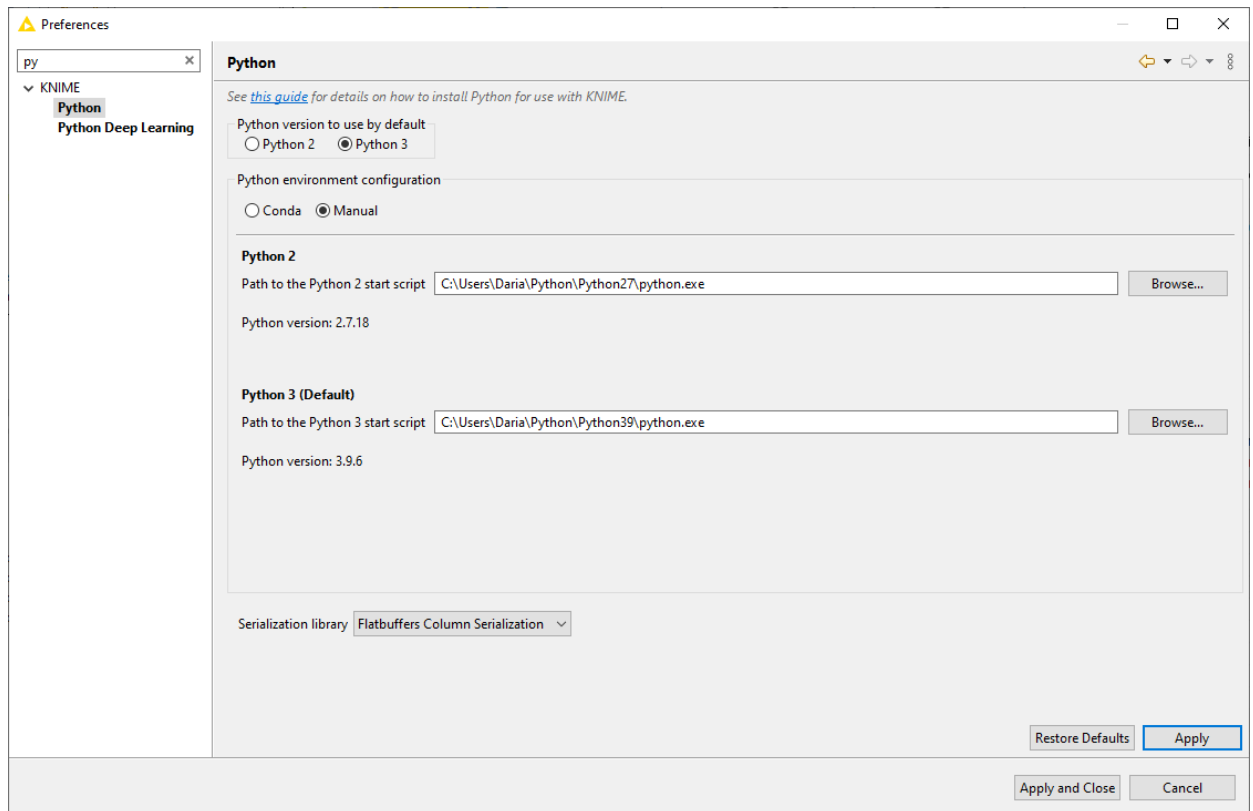 Preferences
py
KNIME
Python
Python Deep Learning
Python
See this guide for details on how to install Python for use with KNIME.
Python version to use by default
Python 2 Python 3
Python environment configuration
Conda Manual
Python 2
Path to the Python 2 start script C:\Users\Daria\Python\Python27\python.exe Browse...
Python version: 2.7.18
Python 3 (Default)
Path to the Python 3 start script C:\Users\Daria\Python\Python39\python.exe Browse...
Python version: 3.9.6
Serialization library Flatbuffers Column Serialization
Restore Defaults Apply
Apply and Close Cancel